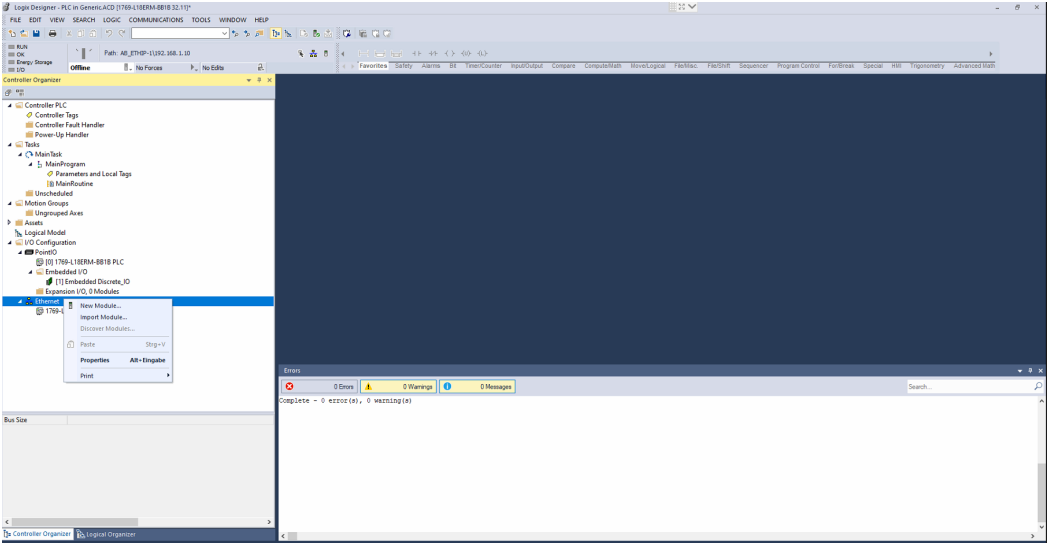 Logix Designer - PLC in Generic.ACD [1769-L18ERM-BB1B 32.11]*
FILE EDIT VIEW SEARCH LOGIC COMMUNICATIONS TOOLS WINDOW HELP
RUN
OK
Energy Storage
I/O
Path: AB_ETHIP-1\192.168.1.10
Offline No Forces No Edits
Favorites Safety Alarms Bit Timer/Counter Input/Output Compare Compute/Math Move/Logical File/Misc. File/Shift Sequencer Program Control For/Break Special HMI Trigonometry Advanced Math
Controller Organizer
Controller PLC
Controller Tags
Controller Fault Handler
Power-Up Handler
Tasks
MainTask
MainProgram
Parameters and Local Tags
MainRoutine
Unscheduled
Motion Groups
Ungrouped Axes
Assets
Logical Model
I/O Configuration
PointIO
[0] 1769-L18ERM-BB1B PLC
Embedded I/O
[1] Embedded Discrete_IO
Expansion I/O, 0 Modules
Ethernet
1769-L
New Module...
Import Module...
Discover Modules...
Paste Strg+V
Properties Alt+Eingabe
Print
Errors
0 Errors 0 Warnings 0 Messages
Search...
Complete - 0 error(s), 0 warning(s)
Bus Size
Controller Organizer Logical Organizer